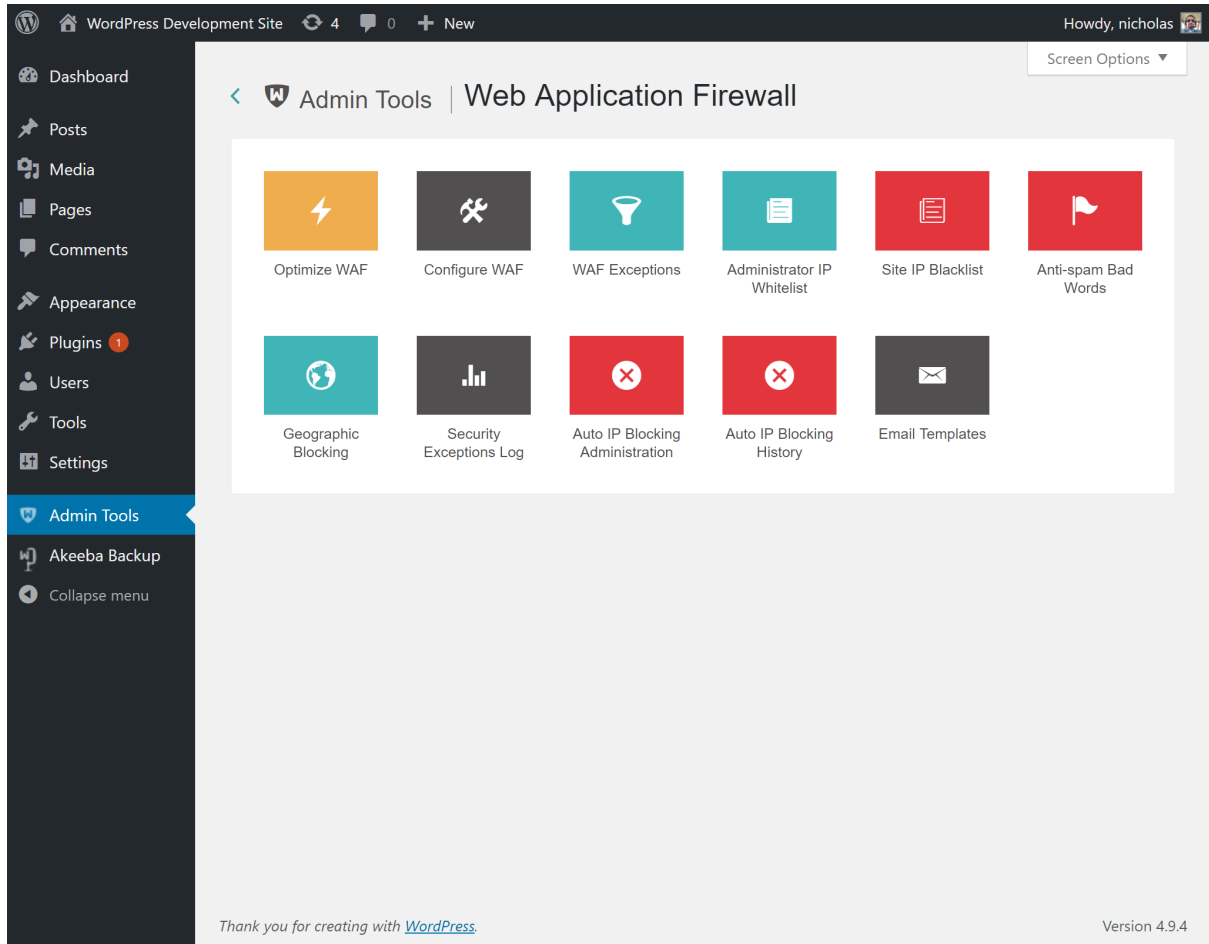 WordPress Development Site 4 0 New Howdy, nicholas
Screen Options ▼
Dashboard
Posts
Media
Pages
Comments
Appearance
Plugins 1
Users
Tools
Settings
Admin Tools
Akeeba Backup
Collapse menu
Admin Tools | Web Application Firewall
Optimize WAF
Configure WAF
WAF Exceptions
Administrator IP
Whitelist
Site IP Blacklist
Anti-spam Bad
Words
Geographic
Blocking
Security
Exceptions Log
Auto IP Blocking
Administration
Auto IP Blocking
History
Email Templates
Thank you for creating with WordPress.
Version 4.9.4